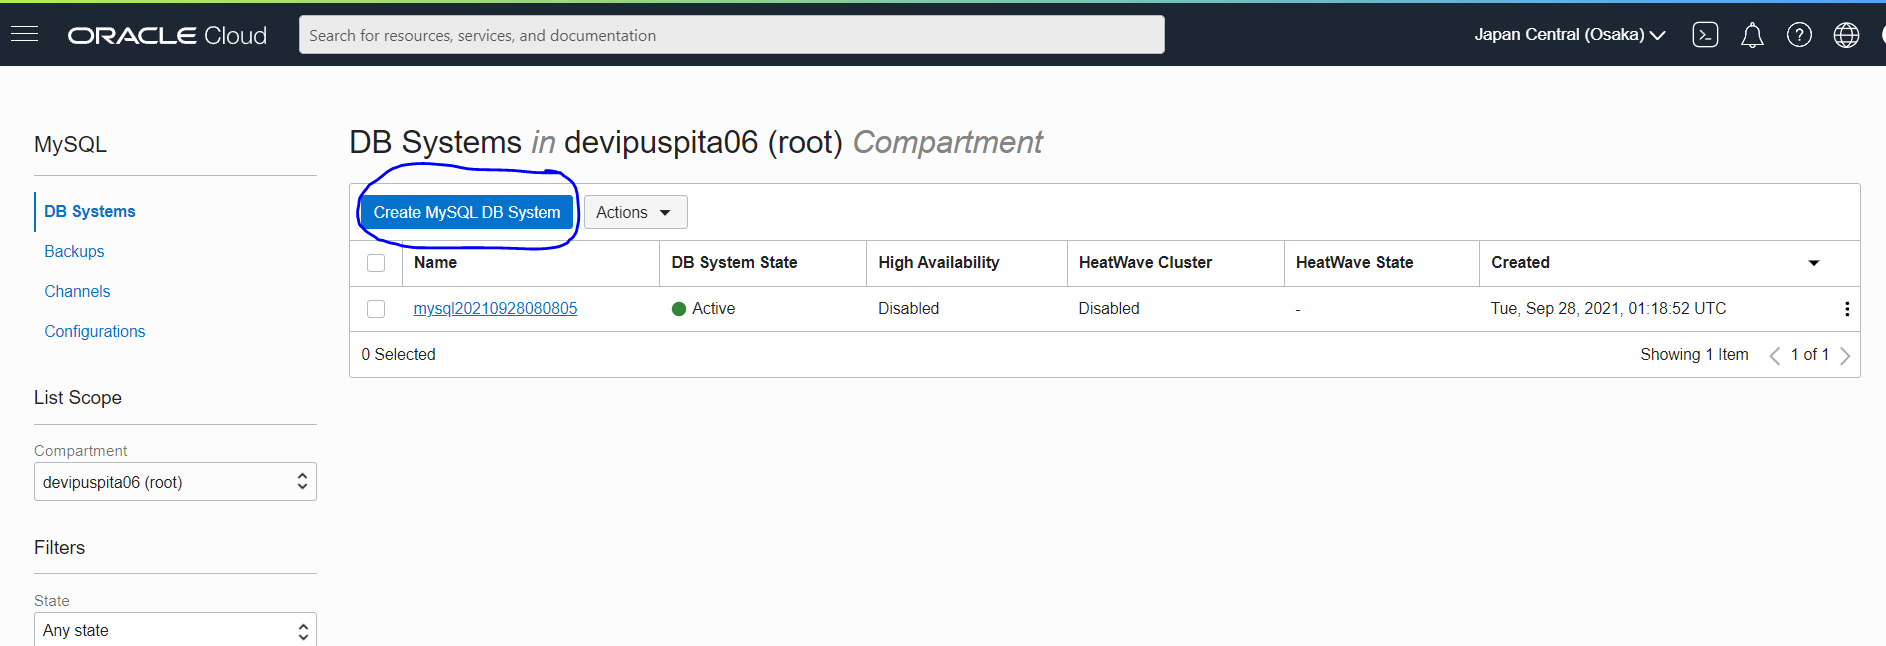 ORACLE Cloud
Search for resources, services, and documentation
Japan Central (Osaka)
MySQL
DB Systems
Backups
Channels
Configurations
List Scope
Compartment
devipuspita06 (root)
Filters
State
Any state
DB Systems in devipuspita06 (root) Compartment
Create MySQL DB System Actions
Name DB System State High Availability HeatWave Cluster HeatWave State Created
mysql20210928080805 Active Disabled Disabled - Tue, Sep 28, 2021, 01:18:52 UTC
0 Selected Showing 1 Item 1 of 1